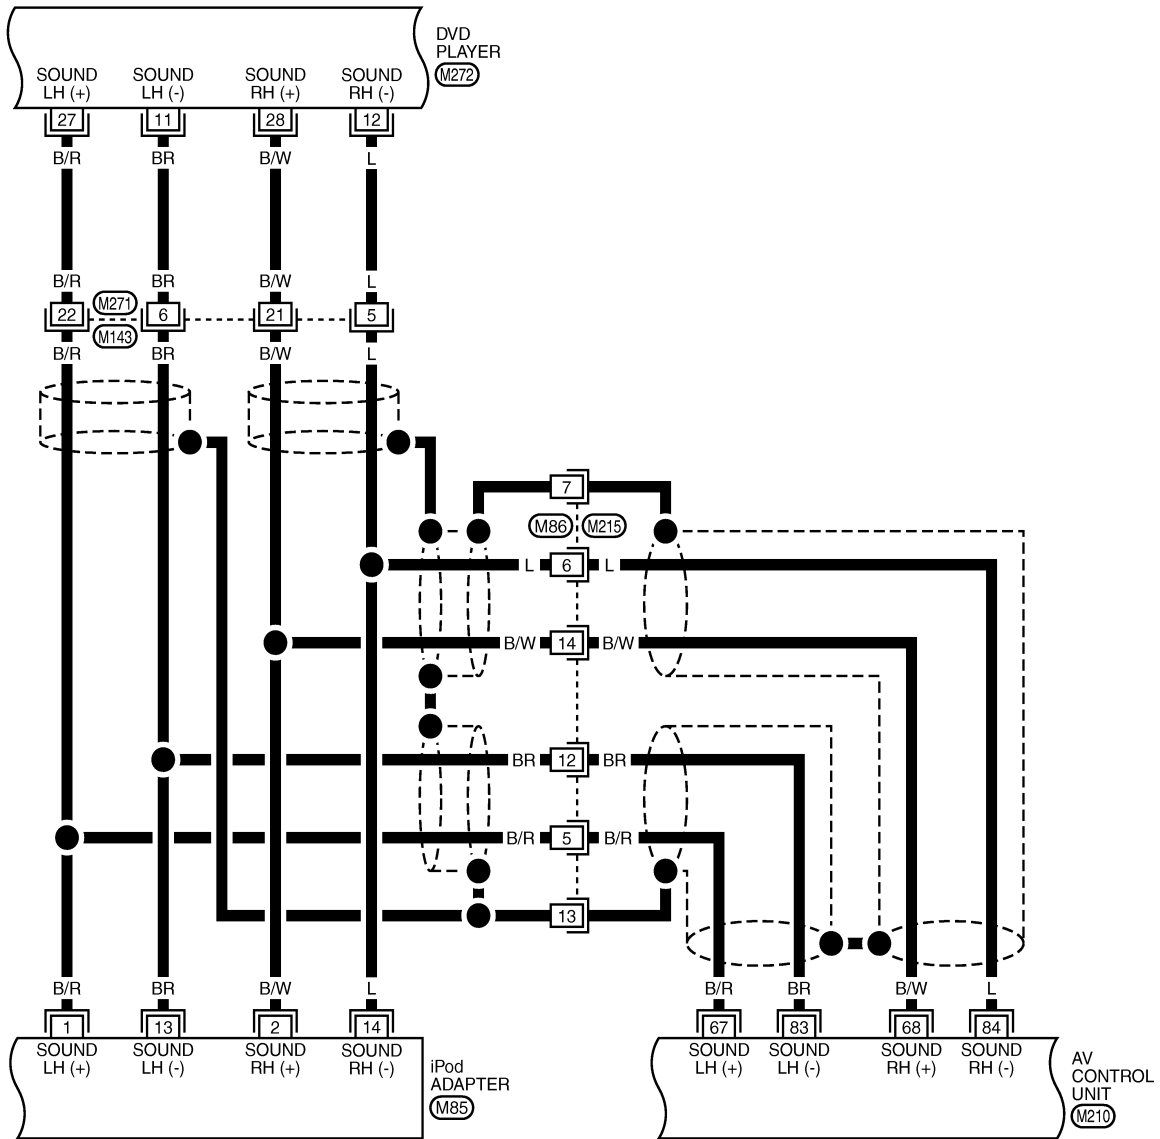 DVD
PLAYER
M272
SOUND LH (+)
SOUND LH (-)
SOUND RH (+)
SOUND RH (-)
27 11 28 12
B/R BR B/W L
B/R BR B/W L
M271
22 6 21 5
M143
B/R BR B/W L
7
M86 M215
L 6 L
B/W 14 B/W
BR 12 BR
B/R 5 B/R
13
B/R BR B/W L
B/R BR B/W L
1 13 2 14
67 83 68 84
SOUND LH (+)
SOUND LH (-)
SOUND RH (+)
SOUND RH (-)
iPod
ADAPTER
M85
SOUND LH (+)
SOUND LH (-)
SOUND RH (+)
SOUND RH (-)
AV
CONTROL
UNIT
M210